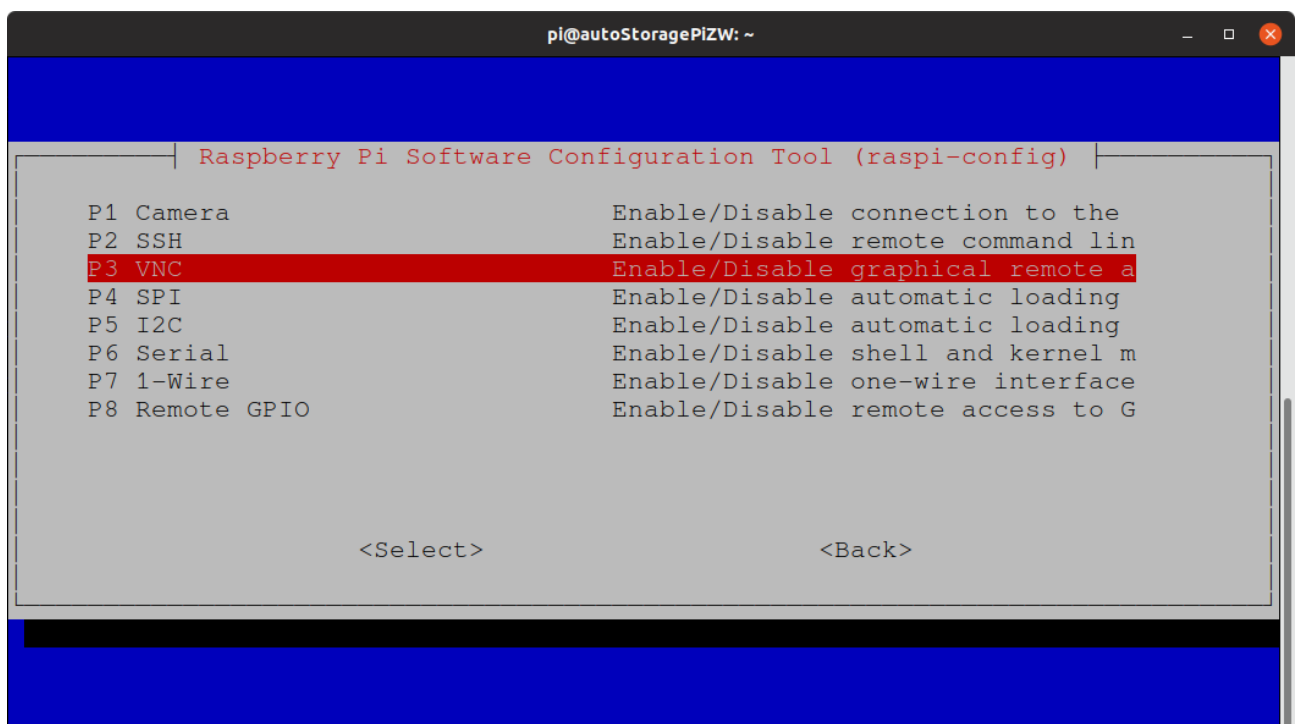 pi@autoStoragePiZW: ~
Raspberry Pi Software Configuration Tool (raspi-config)
P1 Camera Enable/Disable connection to the
P2 SSH Enable/Disable remote command lin
P3 VNC Enable/Disable graphical remote a
P4 SPI Enable/Disable automatic loading
P5 I2C Enable/Disable automatic loading
P6 Serial Enable/Disable shell and kernel m
P7 1-Wire Enable/Disable one-wire interface
P8 Remote GPIO Enable/Disable remote access to G
<Select> <Back>